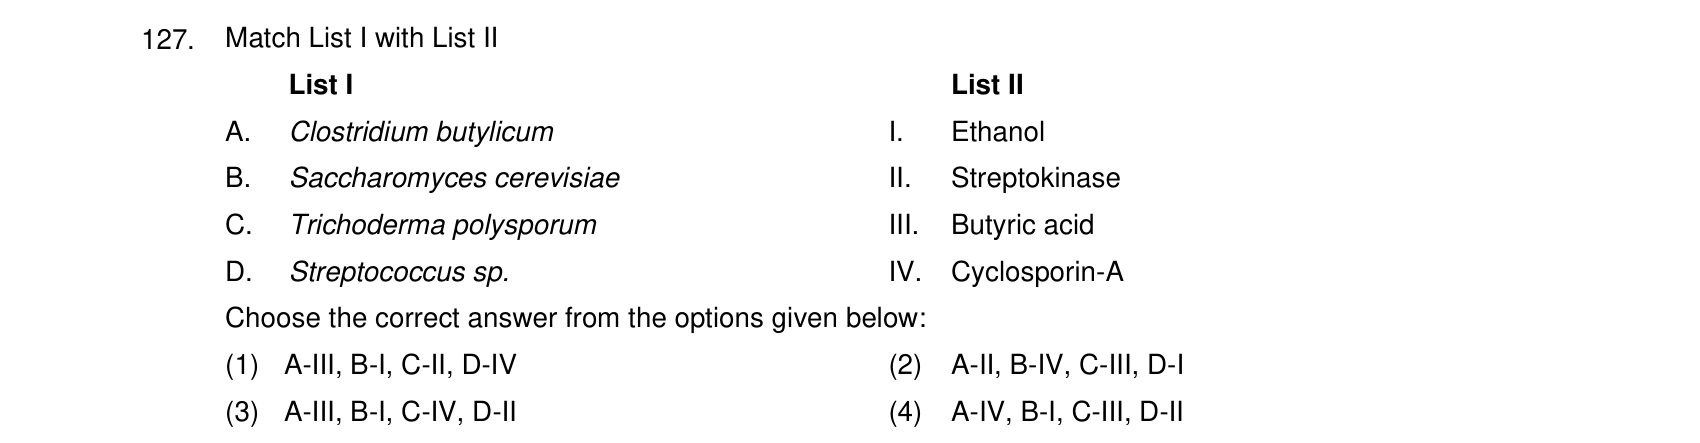 127. Match List I with List II
List I List II
A. Clostridium butylicum I. Ethanol
B. Saccharomyces cerevisiae II. Streptokinase
C. Trichoderma polysporum III. Butyric acid
D. Streptococcus sp. IV. Cyclosporin-A
Choose the correct answer from the options given below:
(1) A-III, B-I, C-II, D-IV (2) A-II, B-IV, C-III, D-I
(3) A-III, B-I, C-IV, D-II (4) A-IV, B-I, C-III, D-II